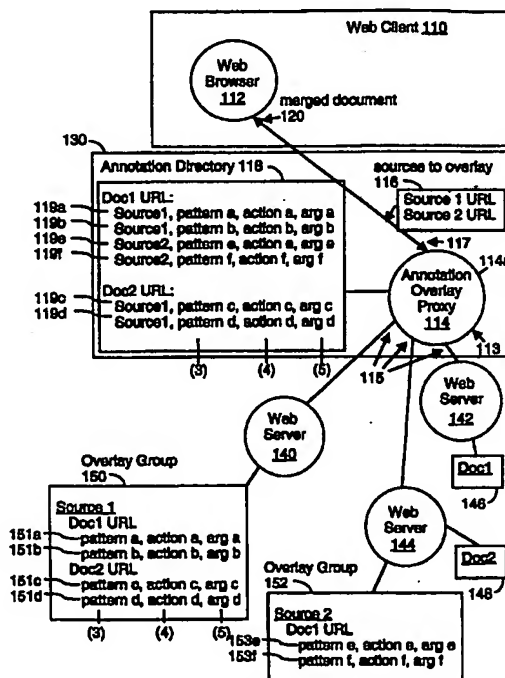 Web Client 110
Web
Browser
112
merged document
120
130
Annotation Directory 118
sources to overlay
116
Source 1 URL
Source 2 URL
Doc1 URL:
119a Source1, pattern a, action a, arg a
119b Source1, pattern b, action b, arg b
119e Source2, pattern e, action e, arg e
119f Source2, pattern f, action f, arg f
Doc2 URL:
119c Source1, pattern c, action c, arg c
119d Source1, pattern d, action d, arg d
(3) (4) (5)
117
114a
Annotation
Overlay
Proxy
114
113
115
Web
Server
140
Web
Server
142
Doc1
146
Web
Server
144
Doc2
148
Overlay Group
150
Source 1
Doc1 URL
151a pattern a, action a, arg a
151b pattern b, action b, arg b
Doc2 URL
151c pattern c, action c, arg c
151d pattern d, action d, arg d
(3) (4) (5)
Overlay Group
152
Source 2
Doc1 URL
153e pattern e, action e, arg e
153f pattern f, action f, arg f